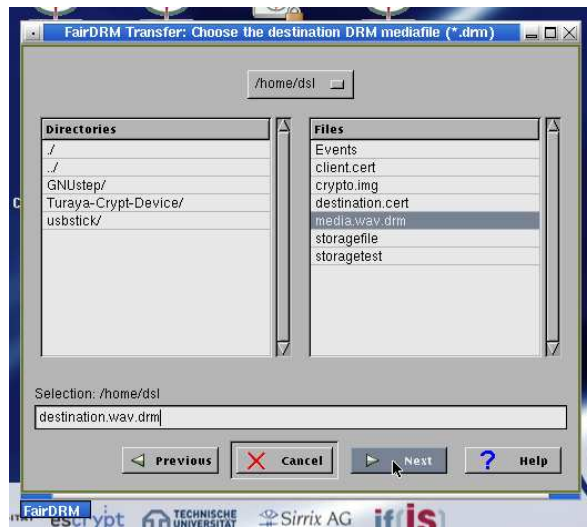 FairDRM Transfer: Choose the destination DRM mediafile (*.drm)
/home/dsl
Directories
./
../
GNUstep/
Turaya-Crypt-Device/
usbstick/
Files
Events
client.cert
crypto.img
destination.cert
media.wav.drm
storagefile
storagetest
Selection: /home/dsl
destination.wav.drm
Previous
Cancel
Next
? Help
FairDRM
escrypt
TECHNISCHE
UNIVERSITÄT
Sirrix AG
if(is)